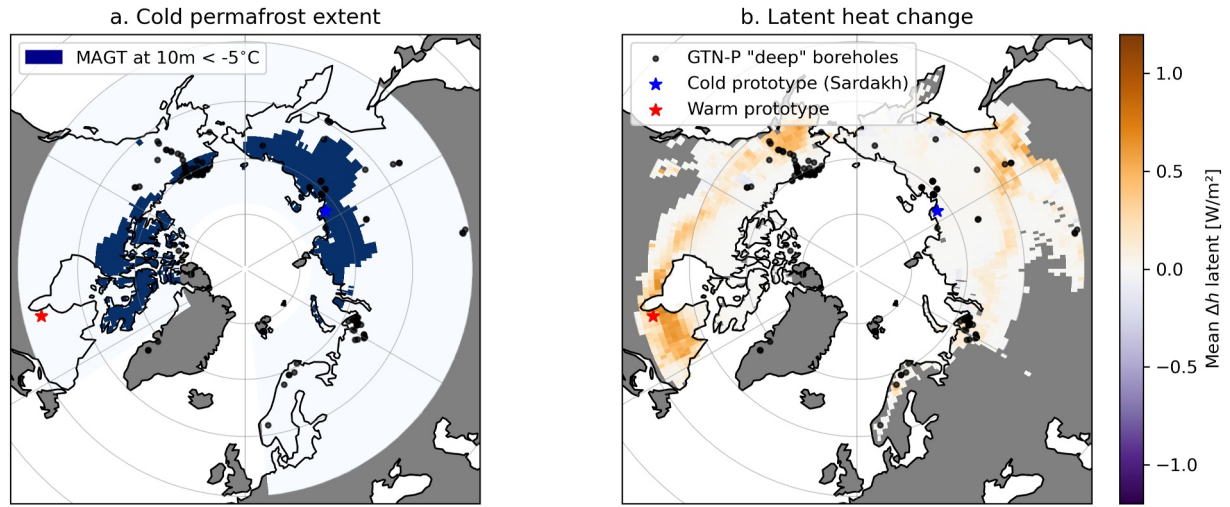 a. Cold permafrost extent
MAGT at 10m < -5°C
b. Latent heat change
GTN-P "deep" boreholes
Cold prototype (Sardakh)
Warm prototype
1.0
0.5
0.0
−0.5
−1.0
Mean Δh latent [W/m²]